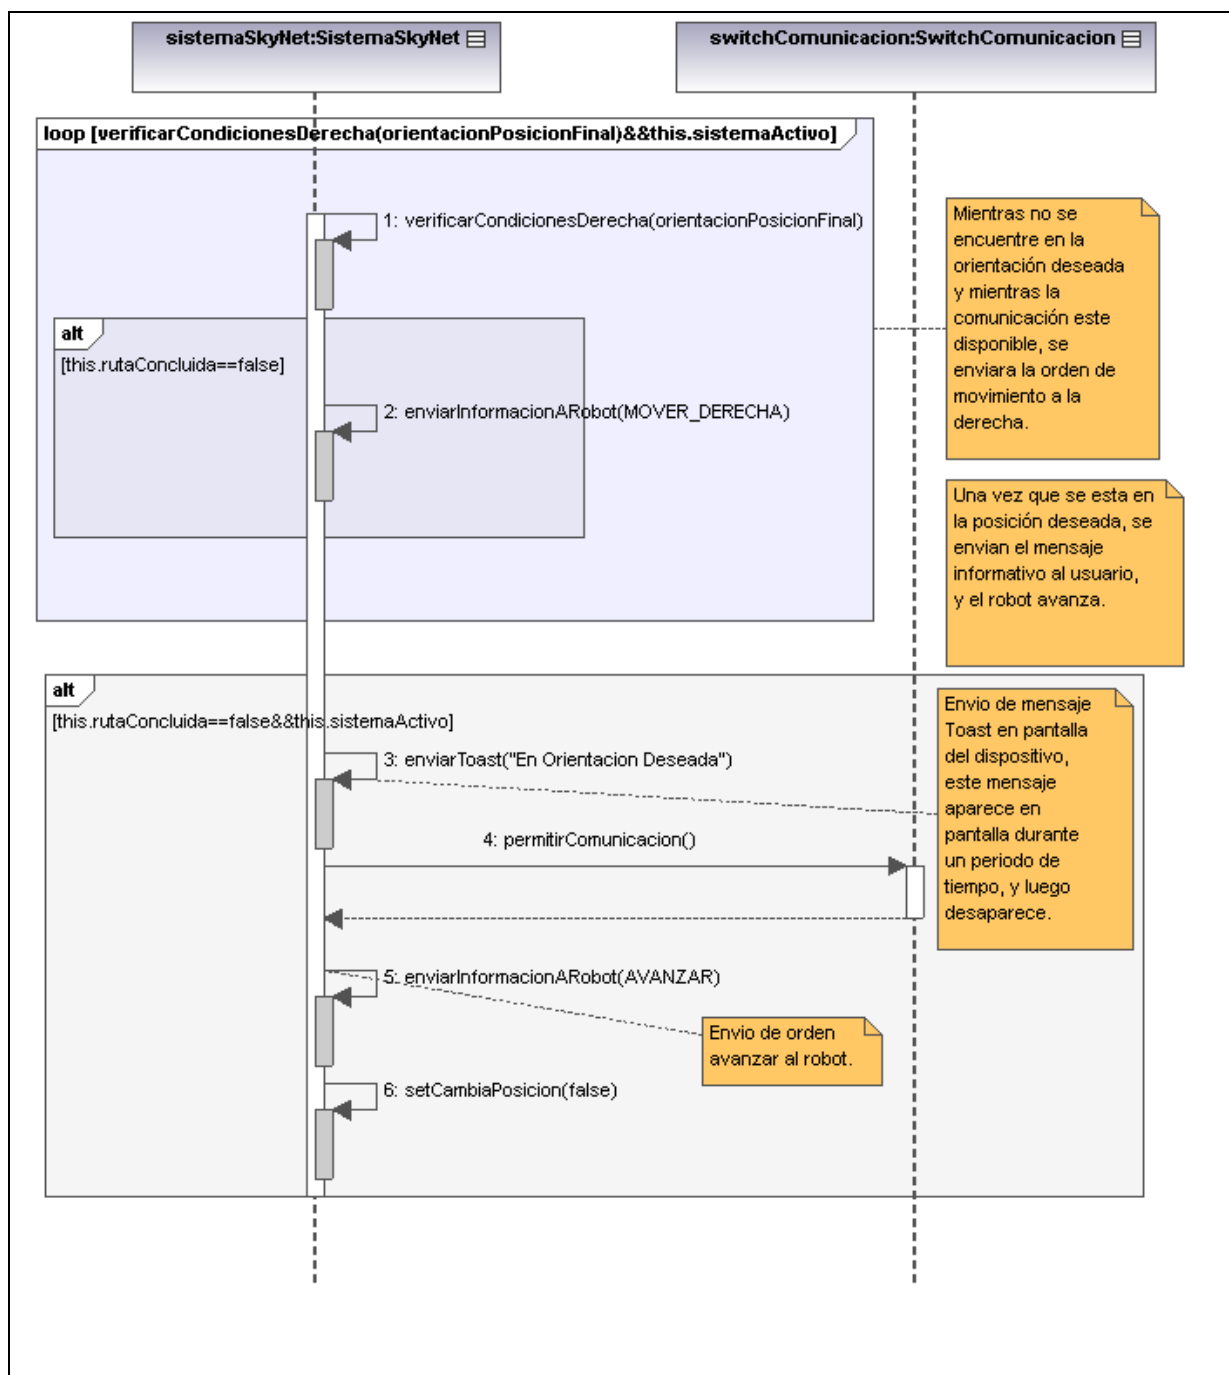 sistemaSkyNet:SistemaSkyNet
switchComunicacion:SwitchComunicacion
loop [verificarCondicionesDerecha(orientacionPosicionFinal)&&this.sistemaActivo]
1: verificarCondicionesDerecha(orientacionPosicionFinal)
Mientras no se
encuentre en la
orientación deseada
y mientras la
comunicación este
disponible, se
enviara la orden de
movimiento a la
derecha.
alt
[this.rutaConcluida==false]
2: enviarInformacionARobot(MOVER_DERECHA)
Una vez que se esta en
la posición deseada, se
envian el mensaje
informativo al usuario,
y el robot avanza.
alt
[this.rutaConcluida==false&&this.sistemaActivo]
3: enviarToast("En Orientacion Deseada")
Envio de mensaje
Toast en pantalla
del dispositivo,
este mensaje
aparece en
pantalla durante
un periodo de
tiempo, y luego
desaparece.
4: permitirComunicacion()
5: enviarInformacionARobot(AVANZAR)
Envio de orden
avanzar al robot.
6: setCambiaPosicion(false)